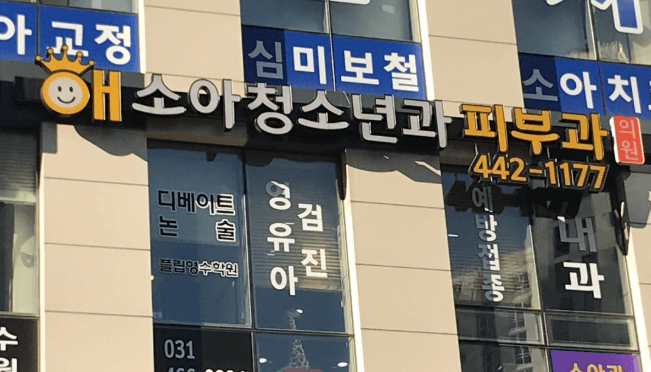 아교정
심미보철
소아치
애 소아청소년과 피부과 의원
442-1177
디베이트
논술
플립영수학원
영유아
검진
예방접종
내과
031